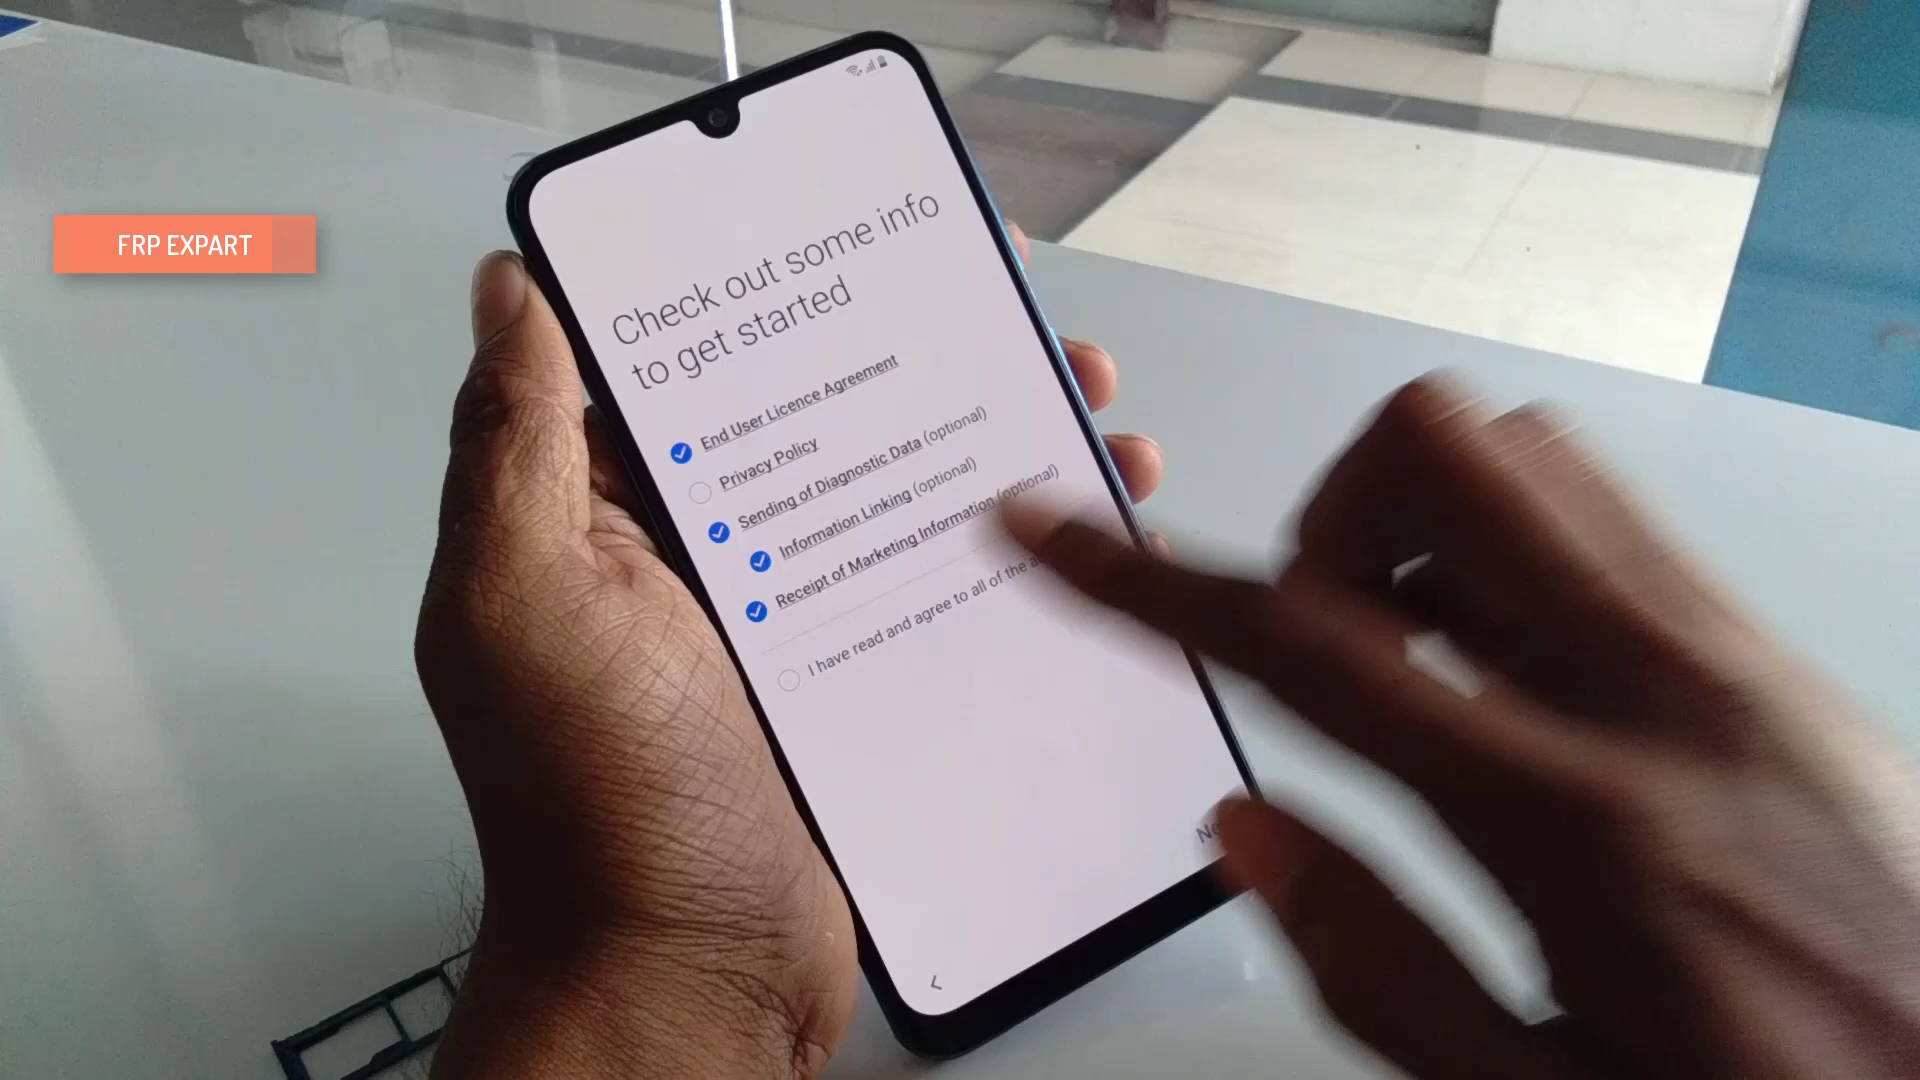 FRP EXPART
Check out some info
to get started
End User Licence Agreement
Privacy Policy
Sending of Diagnostic Data (optional)
Information Linking (optional)
Receipt of Marketing Information (optional)
I have read and agree to all of the